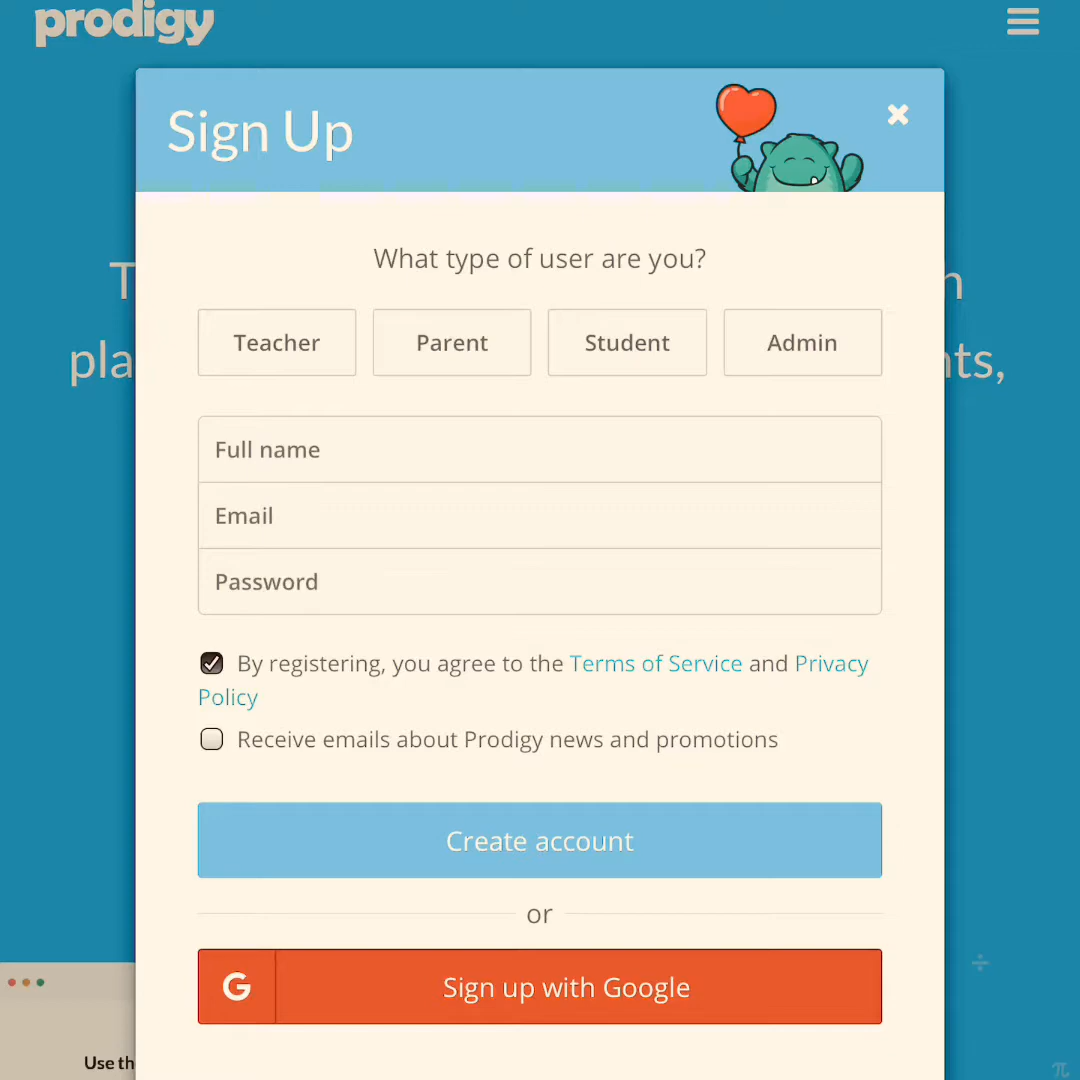 prodigy
Sign Up
What type of user are you?
Teacher Parent Student Admin
Full name
Email
Password
By registering, you agree to the Terms of Service and Privacy
Policy
Receive emails about Prodigy news and promotions
Create account
or
G Sign up with Google
÷
Use th
π